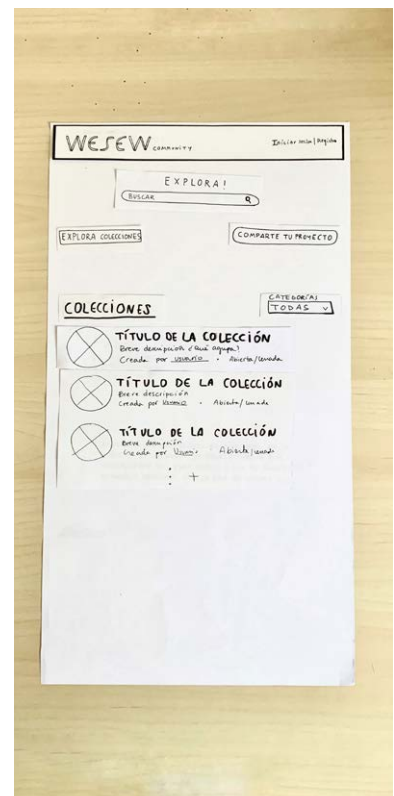 WESEW COMMUNITY
Iniciar sesión | Registro
EXPLORA!
BUSCAR
EXPLORA COLECCIONES
COMPARTE TU PROYECTO
COLECCIONES
CATEGORÍAS
TODAS
TÍTULO DE LA COLECCIÓN
Breve descripción ¿Qué agrupa?
Creada por Usuario · Abierta/cerrada
TÍTULO DE LA COLECCIÓN
Breve descripción
Creada por Usuario · Abierta/cerrada
TÍTULO DE LA COLECCIÓN
Breve descripción
Creada por Usuario · Abierta/cerrada
+